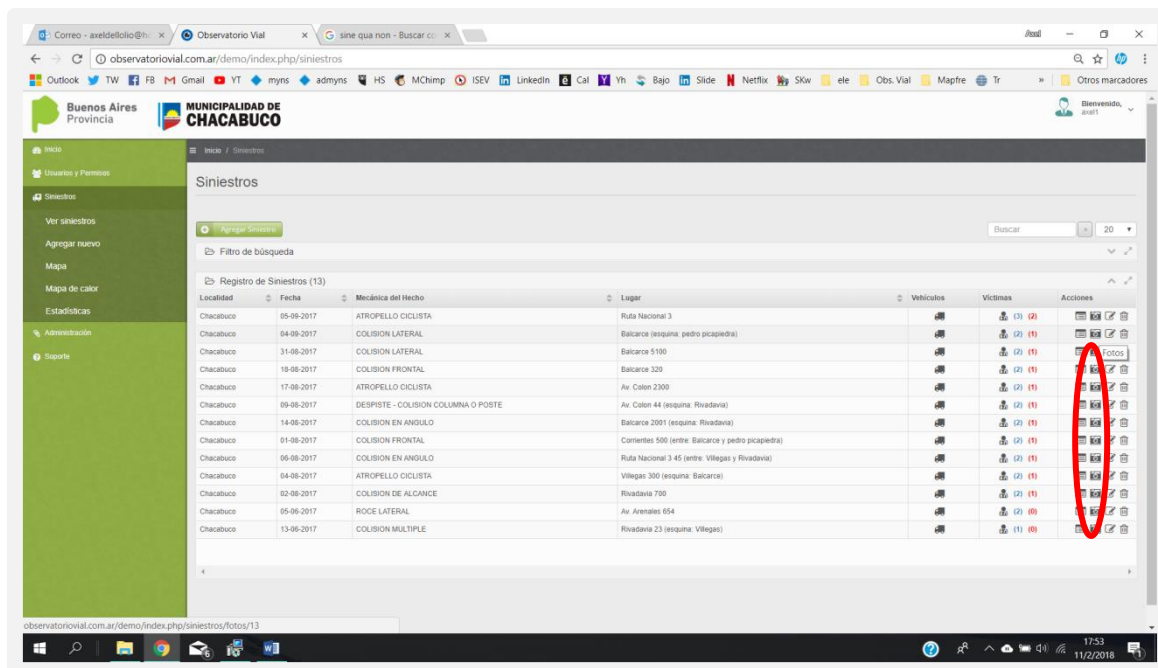 Correo - axeldellolio@ho
Observatorio Vial
sine qua non - Buscar co
Axel
observatoriovial.com.ar/demo/index.php/siniestros
Outlook TW FB Gmail YT myns admyns HS MChimp ISEV LinkedIn Cal Yh Bajo Slide Netflix SKw ele Obs. Vial Mapfre Tr » Otros marcadores
Buenos Aires
Provincia
MUNICIPALIDAD DE
CHACABUCO
Bienvenido,
axel1
Inicio
Usuarios y Permisos
Siniestros
Ver siniestros
Agregar nuevo
Mapa
Mapa de calor
Estadísticas
Administración
Soporte
Inicio / Siniestros
Siniestros
Agregar Siniestro
Buscar 20
Filtro de búsqueda
Registro de Siniestros (13)
Localidad Fecha Mecánica del Hecho Lugar Vehículos Víctimas Acciones
Chacabuco 05-09-2017 ATROPELLO CICLISTA Ruta Nacional 3 (3) (2)
Chacabuco 04-09-2017 COLISION LATERAL Balcarce (esquina: pedro picapiedra) (2) (1)
Chacabuco 31-08-2017 COLISION LATERAL Balcarce 5100 (2) (1) Fotos
Chacabuco 18-08-2017 COLISION FRONTAL Balcarce 320 (2) (1)
Chacabuco 17-08-2017 ATROPELLO CICLISTA Av. Colon 2300 (2) (1)
Chacabuco 09-08-2017 DESPISTE - COLISION COLUMNA O POSTE Av. Colon 44 (esquina: Rivadavia) (2) (1)
Chacabuco 14-08-2017 COLISION EN ANGULO Balcarce 2001 (esquina: Rivadavia) (2) (1)
Chacabuco 01-08-2017 COLISION FRONTAL Corrientes 500 (entre: Balcarce y pedro picapiedra) (2) (1)
Chacabuco 06-08-2017 COLISION EN ANGULO Ruta Nacional 3 45 (entre: Villegas y Rivadavia) (2) (1)
Chacabuco 04-08-2017 ATROPELLO CICLISTA Villegas 300 (esquina: Balcarce) (2) (1)
Chacabuco 02-08-2017 COLISION DE ALCANCE Rivadavia 700 (2) (1)
Chacabuco 05-06-2017 ROCE LATERAL Av. Arenales 654 (2) (0)
Chacabuco 13-06-2017 COLISION MULTIPLE Rivadavia 23 (esquina: Villegas) (1) (0)
observatoriovial.com.ar/demo/index.php/siniestros/fotos/13
17:53
11/2/2018